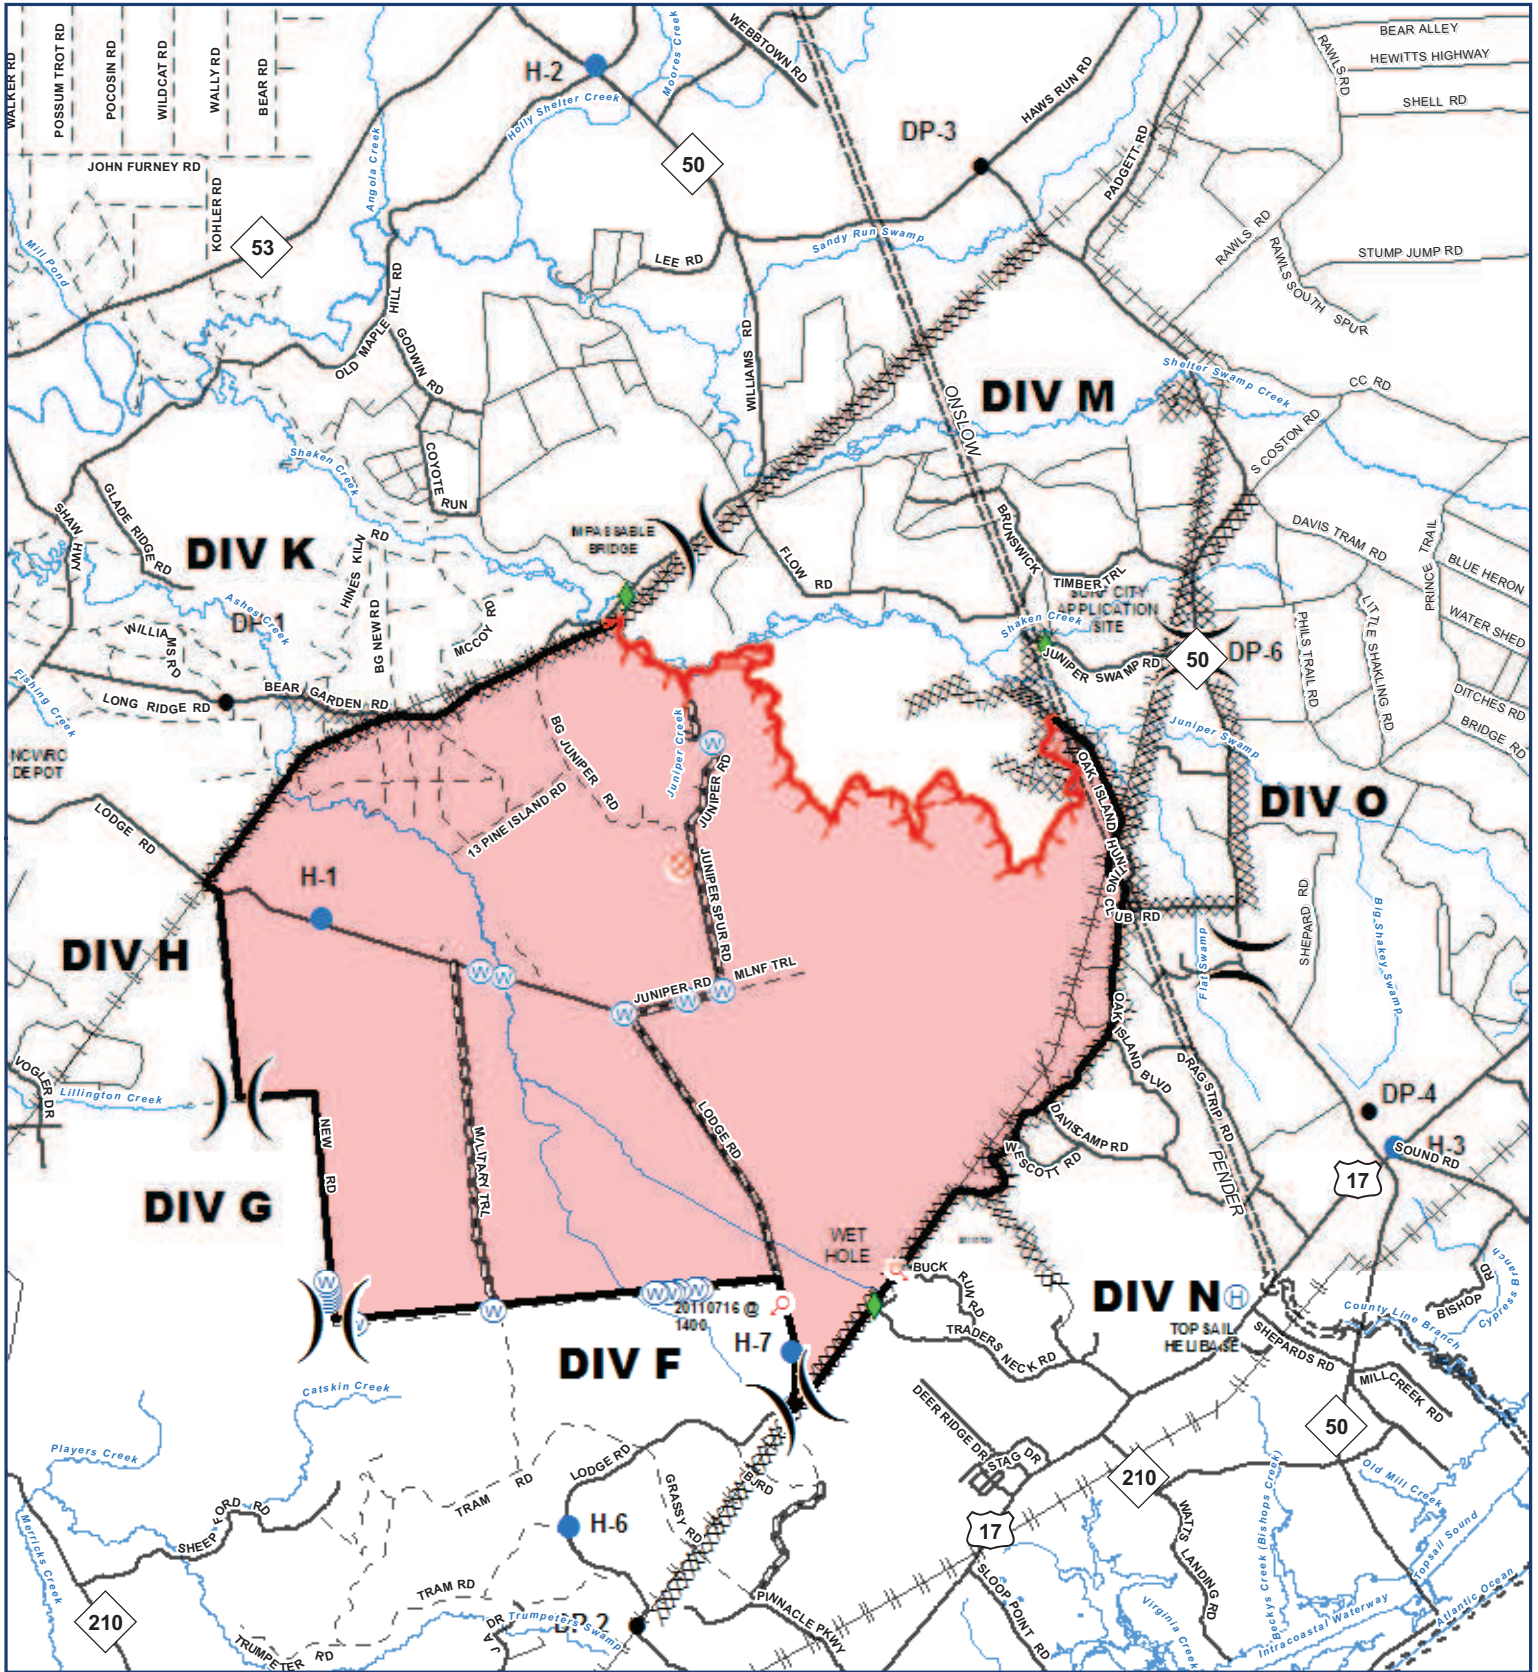 WALKER RD
POSSUM TROT RD
POCOSIN RD
WILDCAT RD
WALLY RD
BEAR RD
JOHN FURNEY RD
KOHLER RD
Angola Creek
Mill Pond
53
H-2
Holly Shelter Creek
Moores Creek
WEBBTOWN RD
50
DP-3
HAWS RUN RD
PADGETT RD
RAWLS RD
BEAR ALLEY
HEWITTS HIGHWAY
SHELL RD
RAWLS RD
RAWLS SOUTH SPUR
STUMP JUMP RD
LEE RD
Sandy Run Swamp
OLD MAPLE HILL RD
GODWIN RD
WILLIAMS RD
COYOTE RUN
ONSLOW
DIV M
Shelter Swamp Creek
CC RD
S COSTON RD
Shaken Creek
SHAW HWY
GLADE RIDGE RD
DIV K
HINES KILN RD
IMPASSABLE
BRIDGE
FLOW RD
BRUNSWICK
TIMBER TRL
DAVIS TRAM RD
PRINCE TRAIL
BLUE HERON
WATER SHED
Ashes Creek
DP-1
WILLIAMS RD
BG NEW RD
MCCOY RD
SURF CITY
APPLICATION
SITE
Shaken Creek
JUNIPER SWAMP RD
50
DP-6
PHILS TRAIL RD
LITTLE SHAKLING RD
DITCHES RD
BRIDGE RD
Fishing Creek
LONG RIDGE RD
BEAR GARDEN RD
NCWRC
DEPOT
BG JUNIPER RD
Juniper Creek
W
JUNIPER RD
Juniper Swamp
OAK ISLAND HUNTING CLUB RD
DIV O
LODGE RD
13 PINE ISLAND RD
H-1
JUNIPER SPUR RD
SHEPARD RD
Big Shakey Swamp
Flat Swamp
DIV H
W
W
JUNIPER RD
MLNF TRL
W
W
W
OAK ISLAND BLVD
VOGLER DR
Lillington Creek
DRAG STRIP RD
DP-4
NEW RD
MILITARY TRL
LODGE RD
DAVIS CAMP RD
WESCOTT RD
H-3
SOUND RD
17
PENDER
DIV G
WET
HOLE
BUCK RUN RD
DIV N
H
TOPSAIL
HELIBASE
County Line Branch
Cypress Branch
BISHOP RD
W
W
W
W
W
W
W
20110716 @
1400
H-7
DIV F
TRADERS NECK RD
SHEPARDS RD
MILLCREEK RD
Catskin Creek
Players Creek
DEER RIDGE DR
STAG DR
50
210
Old Mill Creek
SHEEP FORD RD
TRAM RD
LODGE RD
GRASSY RD
BJ RD
H-6
17
WATTS LANDING RD
Beckys Creek (Bishops Creek)
Topsail Sound
Merricks Creek
210
TRAM RD
TRUMPETER RD
J A DR
Trumpeters Swamp
DP-2
PINNACLE PKWY
SLOOP POINT RD
Virginia Creek
Intracoastal Waterway
Atlantic Ocean